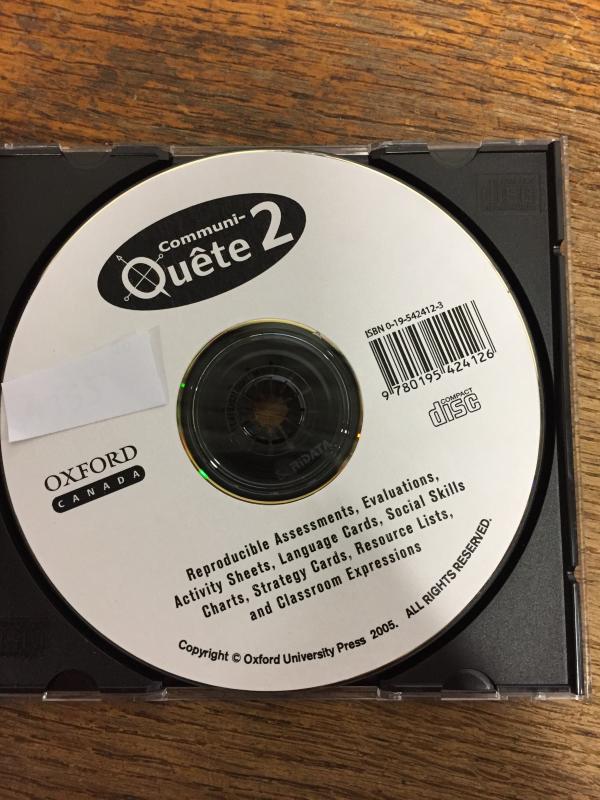 Communi-
Quête 2
ISBN 0-19-542412-3
9 780195 424126
COMPACT
disc
OXFORD
CANADA
RIDATA
Reproducible Assessments, Evaluations,
Activity Sheets, Language Cards, Social Skills
Charts, Strategy Cards, Resource Lists,
and Classroom Expressions
Copyright © Oxford University Press 2005. ALL RIGHTS RESERVED.